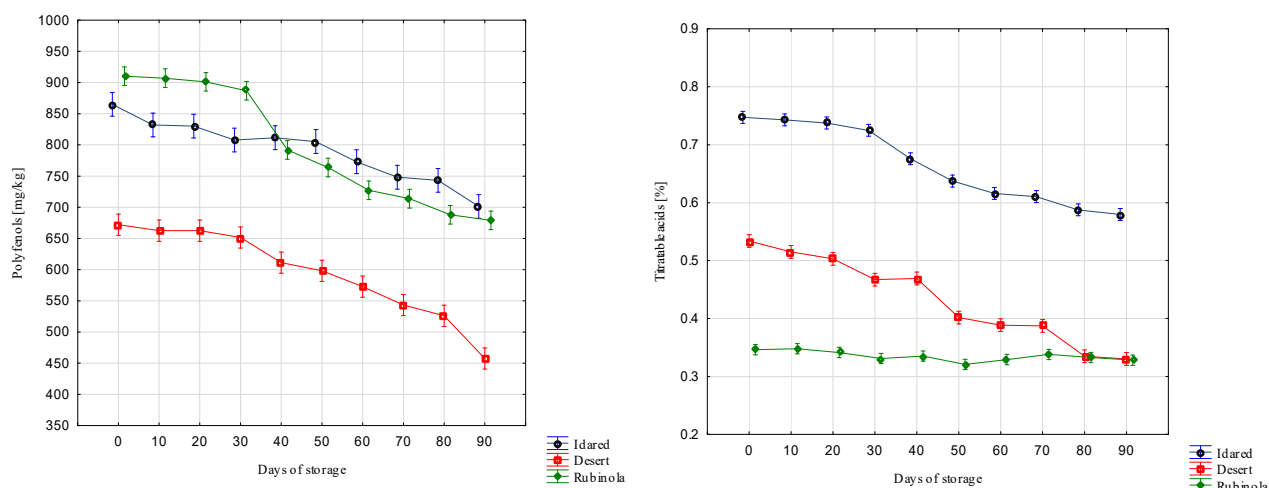 Polyfenols [mg/kg]
1000
950
900
850
800
750
700
650
600
550
500
450
400
350
0 10 20 30 40 50 60 70 80 90
Days of storage
Idared
Desert
Rubinola
Titratable acids [%]
0.9
0.8
0.7
0.6
0.5
0.4
0.3
0.2
0 10 20 30 40 50 60 70 80 90
Days of storage
Idared
Desert
Rubinola